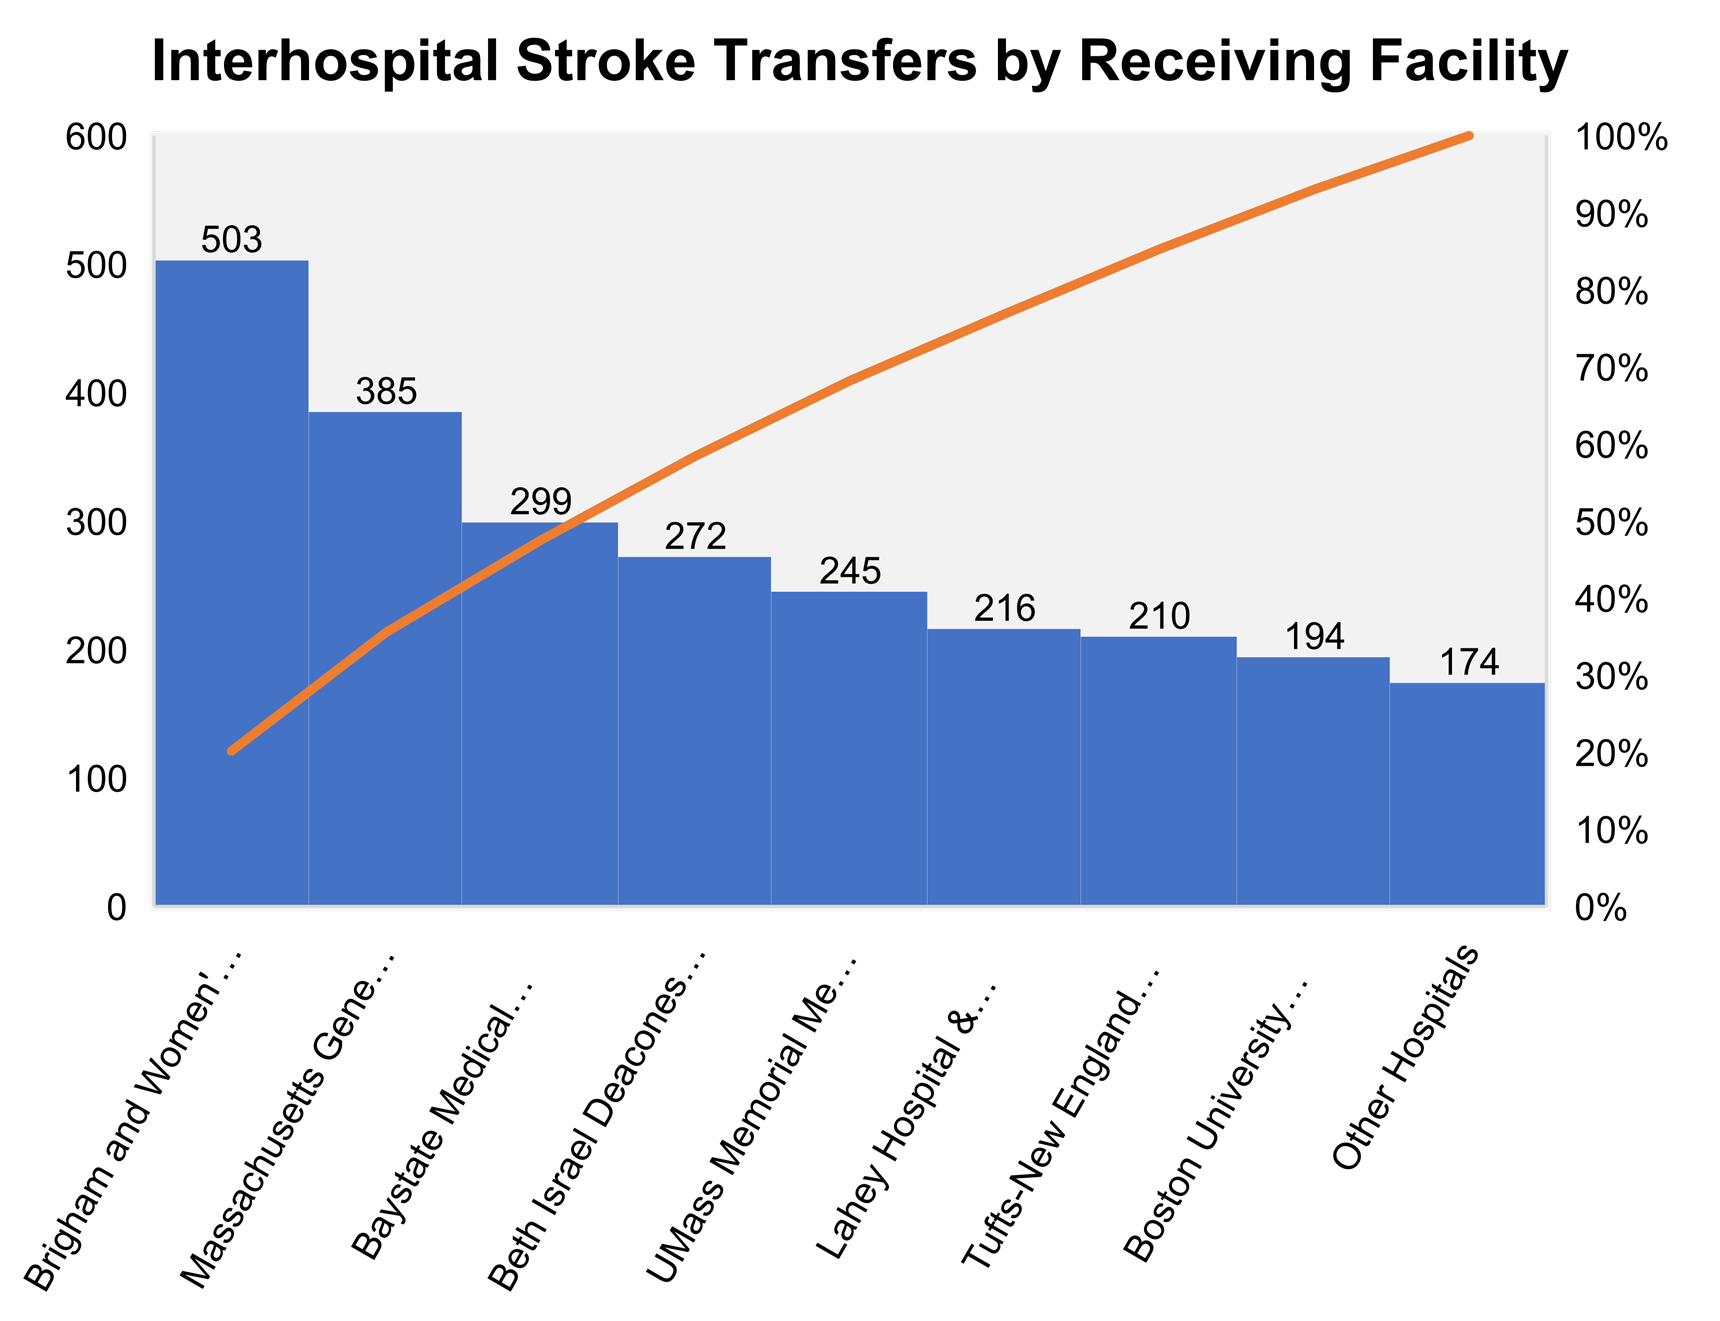 Interhospital Stroke Transfers by Receiving Facility
600
500
400
300
200
100
0
100%
90%
80%
70%
60%
50%
40%
30%
20%
10%
0%
503
385
299
272
245
216
210
194
174
Brigham and Women'…
Massachusetts Gene…
Baystate Medical…
Beth Israel Deacones…
UMass Memorial Me…
Lahey Hospital &…
Tufts-New England…
Boston University…
Other Hospitals